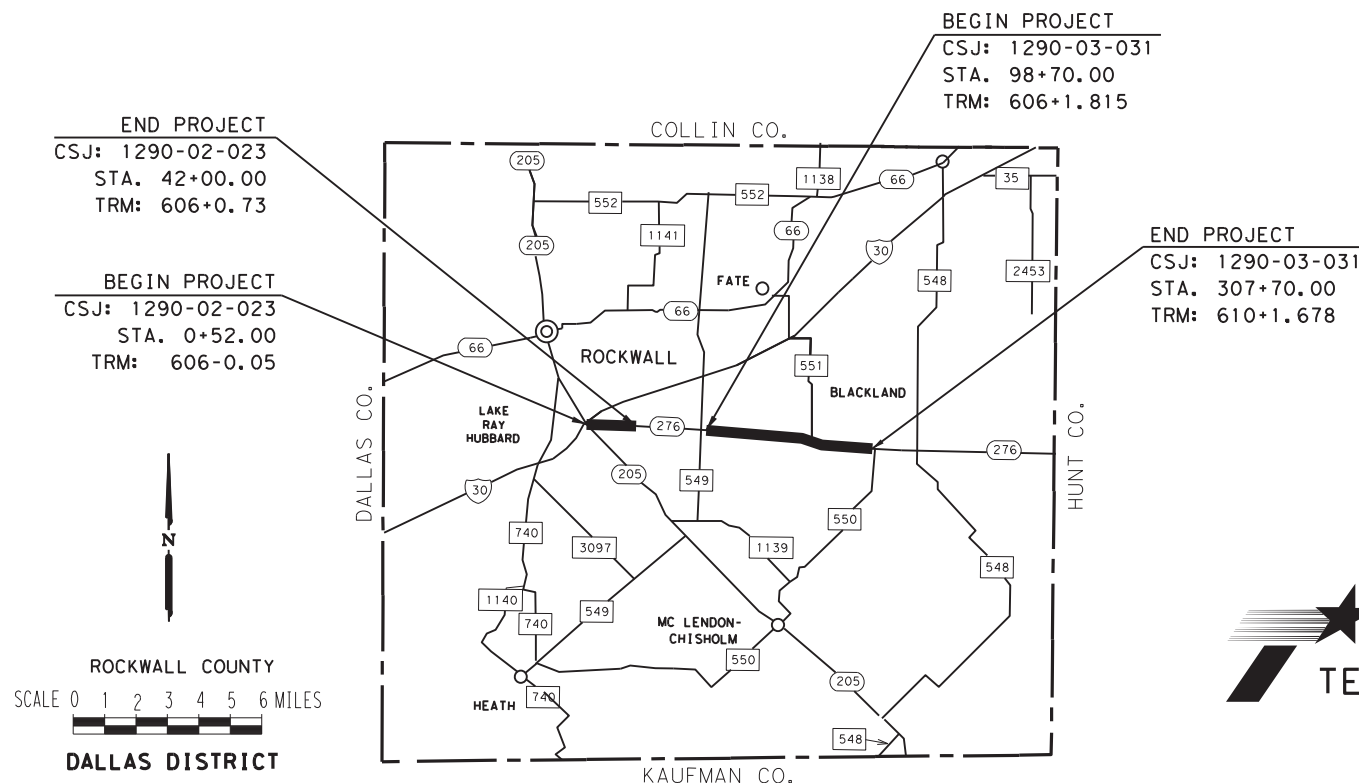 BEGIN PROJECT
CSJ: 1290-03-031
STA. 98+70.00
TRM: 606+1.815
END PROJECT
CSJ: 1290-02-023
STA. 42+00.00
TRM: 606+0.73
BEGIN PROJECT
CSJ: 1290-02-023
STA. 0+52.00
TRM: 606-0.05
END PROJECT
CSJ: 1290-03-031
STA. 307+70.00
TRM: 610+1.678
COLLIN CO.
205
1138
66
35
552
552
1141
66
205
30
2453
548
FATE
66
66
ROCKWALL
551
BLACKLAND
LAKE
RAY
HUBBARD
276
276
DALLAS CO.
HUNT CO.
205
549
30
550
740
3097
1139
548
1140
549
740
MC LENDON-
CHISHOLM
550
205
HEATH
740
548
KAUFMAN CO.
N
ROCKWALL COUNTY
SCALE 0 1 2 3 4 5 6 MILES
DALLAS DISTRICT
TE